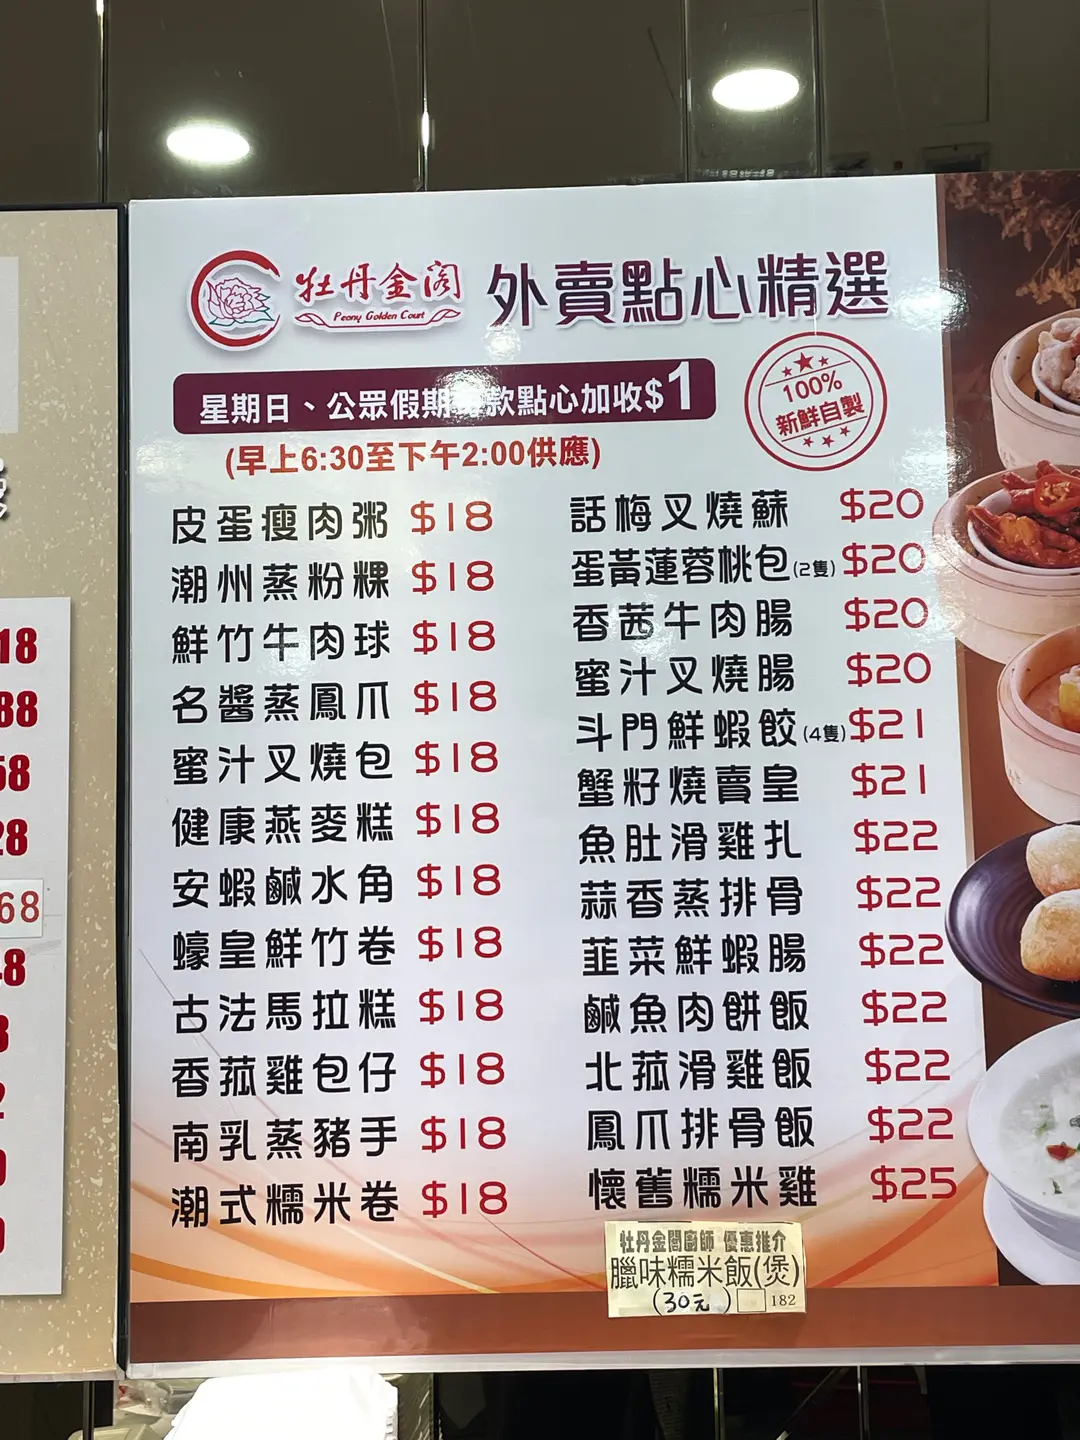 牡丹金閣
Peony Golden Court
外賣點心精選
星期日、公眾假期 款點心加收$1
(早上6:30至下午2:00供應)
100%
新鮮自製
皮蛋瘦肉粥 $18
潮州蒸粉粿 $18
鮮竹牛肉球 $18
名醬蒸鳳爪 $18
蜜汁叉燒包 $18
健康燕麥糕 $18
安蝦鹹水角 $18
蠔皇鮮竹卷 $18
古法馬拉糕 $18
香菰雞包仔 $18
南乳蒸豬手 $18
潮式糯米卷 $18
話梅叉燒蘇 $20
蛋黃蓮蓉桃包(2隻) $20
香茜牛肉腸 $20
蜜汁叉燒腸 $20
斗門鮮蝦餃(4隻) $21
蟹籽燒賣皇 $21
魚肚滑雞扎 $22
蒜香蒸排骨 $22
韮菜鮮蝦腸 $22
鹹魚肉餅飯 $22
北菰滑雞飯 $22
鳳爪排骨飯 $22
懷舊糯米雞 $25
牡丹金閣廚師 優惠推介
臘味糯米飯(煲)
(30元) 182
18
88
58
28
68